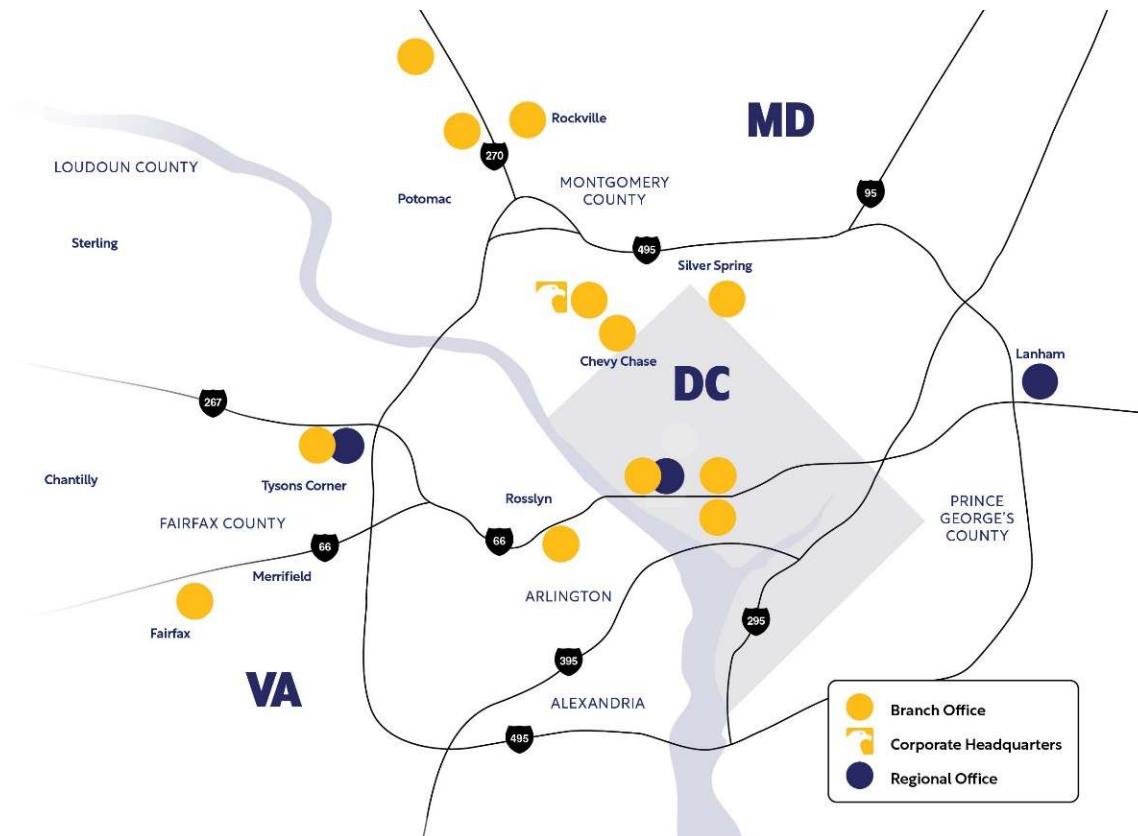 Rockville
MD
270
LOUDOUN COUNTY
MONTGOMERY
COUNTY
Potomac
95
Sterling
495
Silver Spring
Lanham
Chevy Chase
DC
267
Chantilly
Tysons Corner
Rosslyn
PRINCE
GEORGE'S
COUNTY
FAIRFAX COUNTY
66
66
Merrifield
ARLINGTON
Fairfax
295
395
VA
ALEXANDRIA
495
Branch Office
Corporate Headquarters
Regional Office